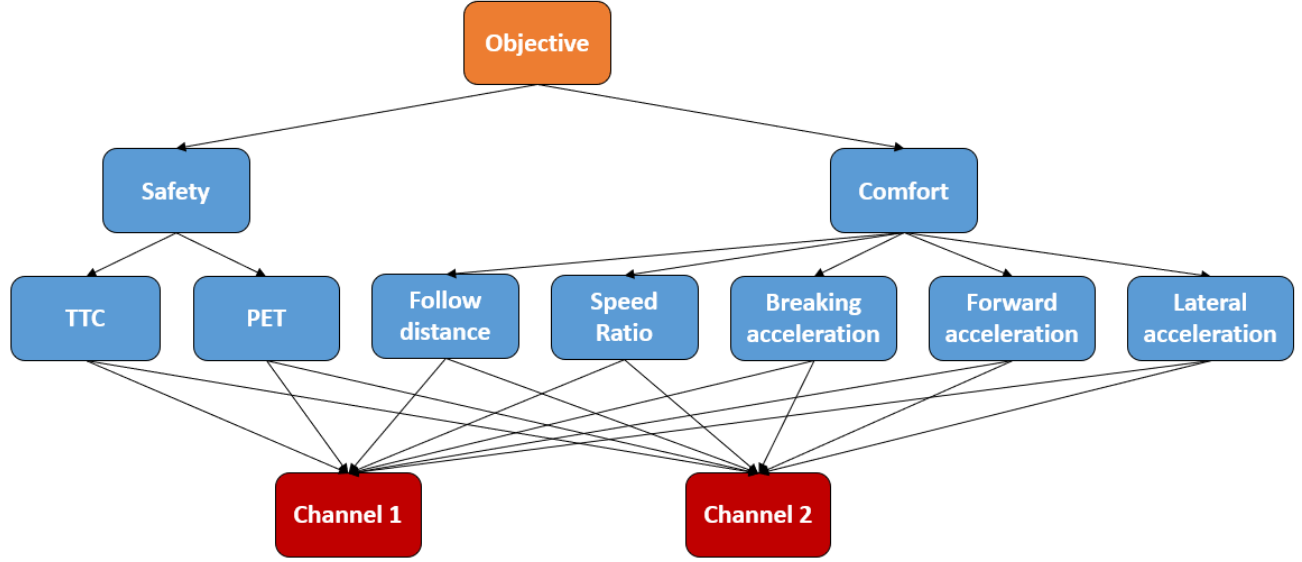 Objective
Safety
Comfort
TTC
PET
Follow
distance
Speed
Ratio
Breaking
acceleration
Forward
acceleration
Lateral
acceleration
Channel 1
Channel 2